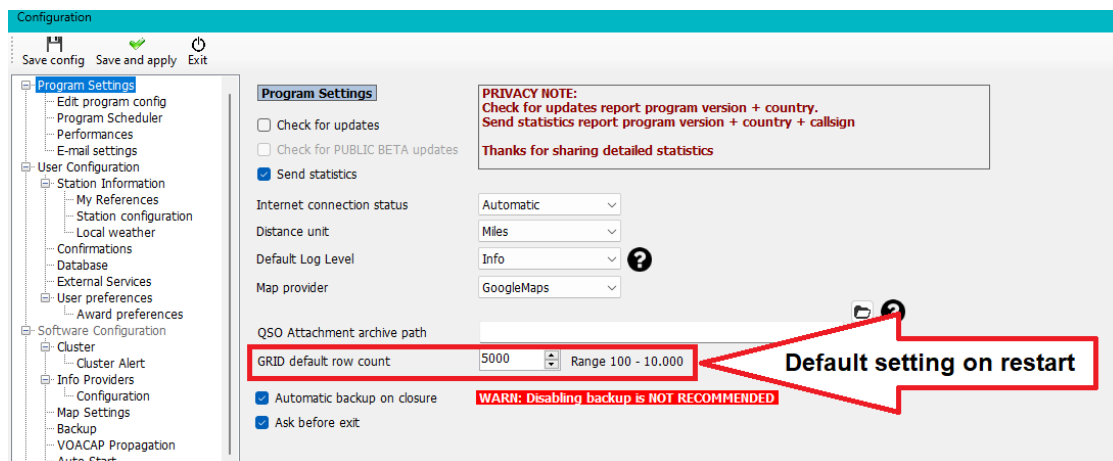 Configuration
Save config Save and apply Exit
Program Settings
Edit program config
Program Scheduler
Performances
E-mail settings
User Configuration
Station Information
My References
Station configuration
Local weather
Confirmations
Database
External Services
User preferences
Award preferences
Software Configuration
Cluster
Cluster Alert
Info Providers
Configuration
Map Settings
Backup
VOACAP Propagation
Auto Start
Program Settings
Check for updates
Check for PUBLIC BETA updates
Send statistics
PRIVACY NOTE:
Check for updates report program version + country.
Send statistics report program version + country + callsign
Thanks for sharing detailed statistics
Internet connection status Automatic
Distance unit Miles
Default Log Level Info ?
Map provider GoogleMaps
?
QSO Attachment archive path
GRID default row count 5000 Range 100 - 10.000
Default setting on restart
Automatic backup on closure WARN: Disabling backup is NOT RECOMMENDED
Ask before exit